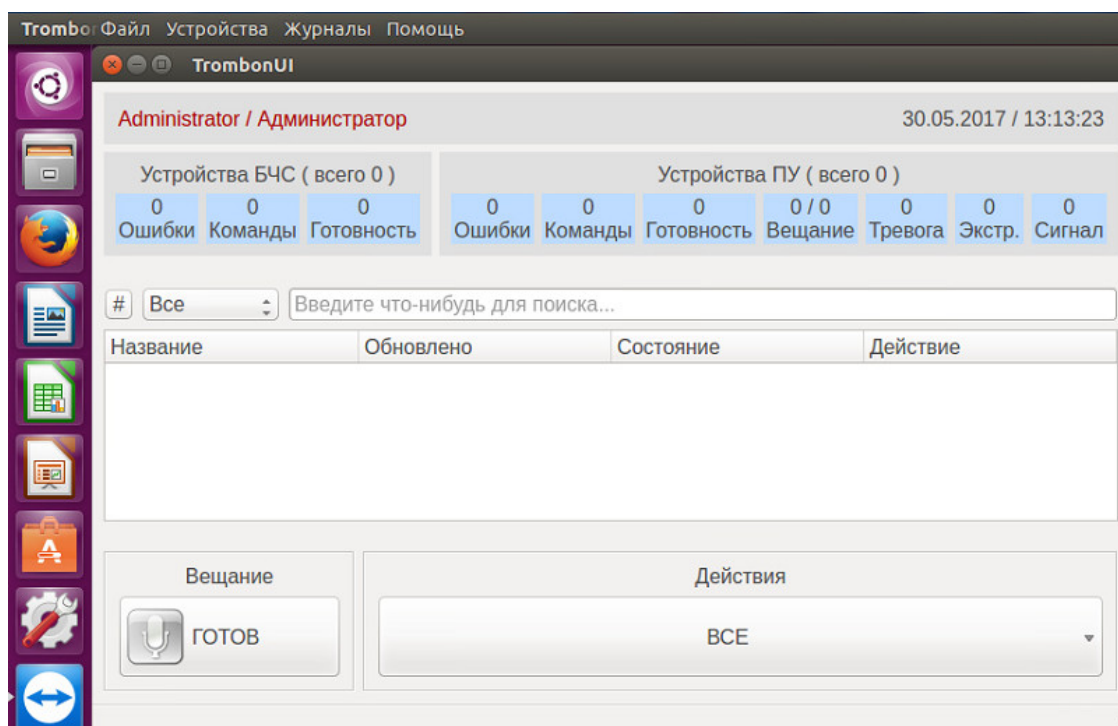 Trombo Файл Устройства Журналы Помощь
TrombonUI
Administrator / Администратор 30.05.2017 / 13:13:23
Устройства БЧС ( всего 0 ) Устройства ПУ ( всего 0 )
0 0 0 0 0 0 0 / 0 0 0 0
Ошибки Команды Готовность Ошибки Команды Готовность Вещание Тревога Экстр. Сигнал
# Все Введите что-нибудь для поиска...
Название Обновлено Состояние Действие
Вещание Действия
ГОТОВ ВСЕ